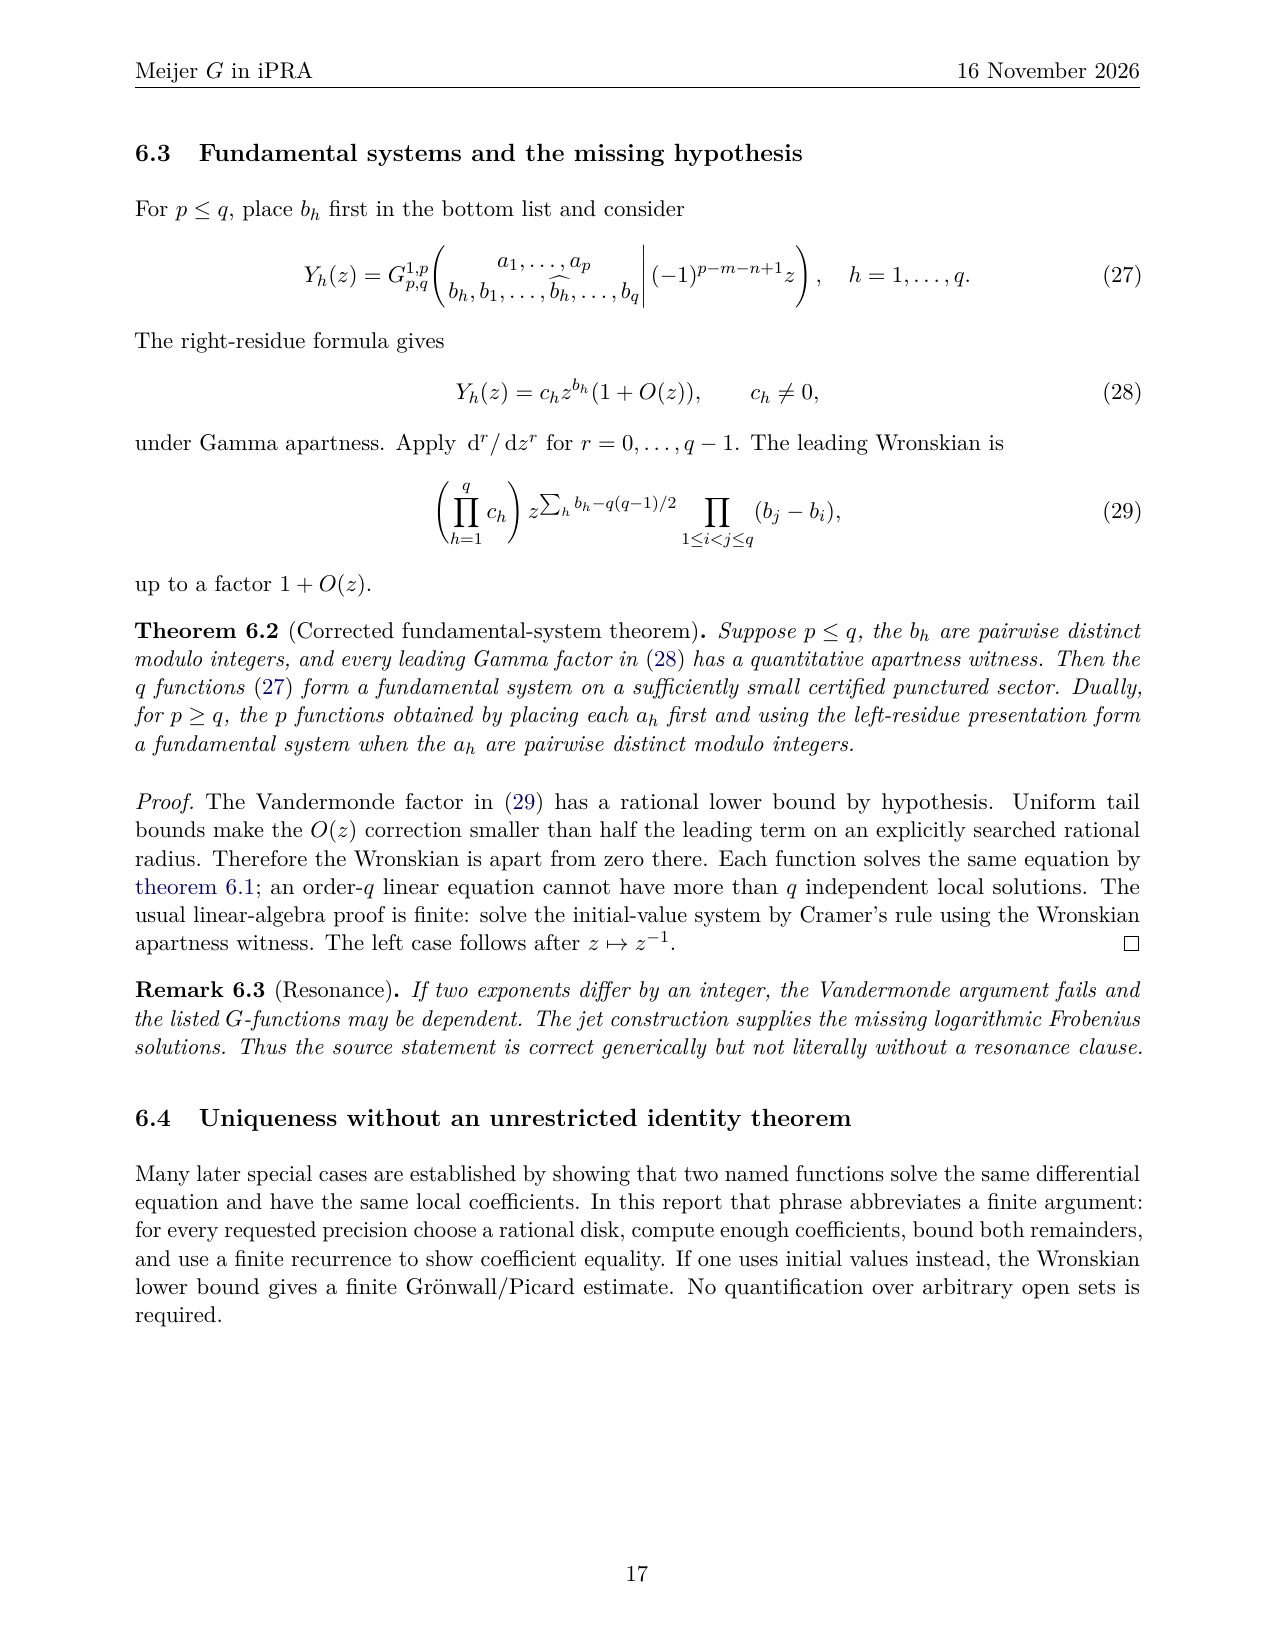 Meijer G in iPRA 16 November 2026
6.3 Fundamental systems and the missing hypothesis
For p ≤ q, place b_h first in the bottom list and consider
Y_h(z) = G^{1,p}_{p,q}( a_1, . . . , a_p ; b_h, b_1, . . . , \widehat{b_h}, . . . , b_q | (−1)^{p−m−n+1} z ), h = 1, . . . , q. (27)
The right-residue formula gives
Y_h(z) = c_h z^{b_h}(1 + O(z)), c_h ≠ 0, (28)
under Gamma apartness. Apply d^r/ dz^r for r = 0, . . . , q − 1. The leading Wronskian is
( ∏_{h=1}^{q} c_h ) z^{∑_h b_h−q(q−1)/2} ∏_{1≤i<j≤q} (b_j − b_i), (29)
up to a factor 1 + O(z).
Theorem 6.2 (Corrected fundamental-system theorem). Suppose p ≤ q, the b_h are pairwise distinct
modulo integers, and every leading Gamma factor in (28) has a quantitative apartness witness. Then the
q functions (27) form a fundamental system on a sufficiently small certified punctured sector. Dually,
for p ≥ q, the p functions obtained by placing each a_h first and using the left-residue presentation form
a fundamental system when the a_h are pairwise distinct modulo integers.
Proof. The Vandermonde factor in (29) has a rational lower bound by hypothesis. Uniform tail
bounds make the O(z) correction smaller than half the leading term on an explicitly searched rational
radius. Therefore the Wronskian is apart from zero there. Each function solves the same equation by
theorem 6.1; an order-q linear equation cannot have more than q independent local solutions. The
usual linear-algebra proof is finite: solve the initial-value system by Cramer's rule using the Wronskian
apartness witness. The left case follows after z ↦ z^{−1}. □
Remark 6.3 (Resonance). If two exponents differ by an integer, the Vandermonde argument fails and
the listed G-functions may be dependent. The jet construction supplies the missing logarithmic Frobenius
solutions. Thus the source statement is correct generically but not literally without a resonance clause.
6.4 Uniqueness without an unrestricted identity theorem
Many later special cases are established by showing that two named functions solve the same differential
equation and have the same local coefficients. In this report that phrase abbreviates a finite argument:
for every requested precision choose a rational disk, compute enough coefficients, bound both remainders,
and use a finite recurrence to show coefficient equality. If one uses initial values instead, the Wronskian
lower bound gives a finite Grönwall/Picard estimate. No quantification over arbitrary open sets is
required.
17